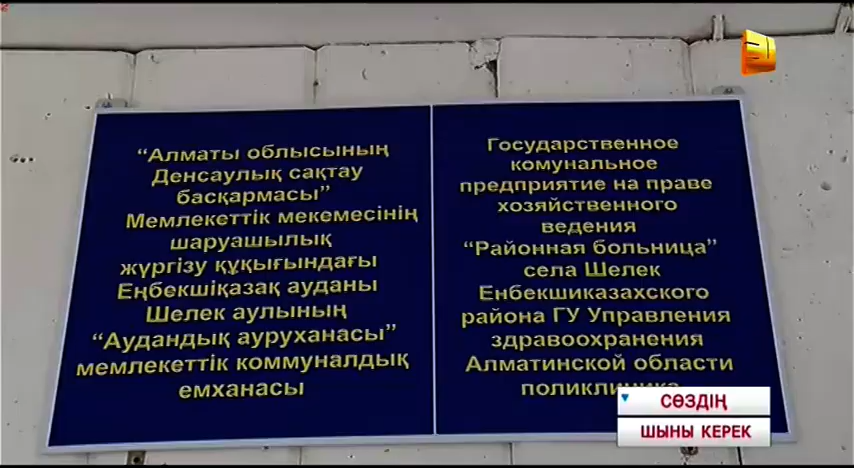 31
“Алматы облысының
Денсаулық сақтау
басқармасы”
Мемлекеттік мекемесінің
шаруашылық
жүргізу құқығындағы
Еңбекшіқазақ ауданы
Шелек аулының
“Аудандық ауруханасы”
мемлекеттік коммуналдық
емханасы
Государственное
комунальное
предприятие на праве
хозяйственного
ведения
“Районная больница”
села Шелек
Енбекшиказахского
района ГУ Управления
здравоохранения
Алматинской области
поликлиника
СӨЗДІҢ
ШЫНЫ КЕРЕК